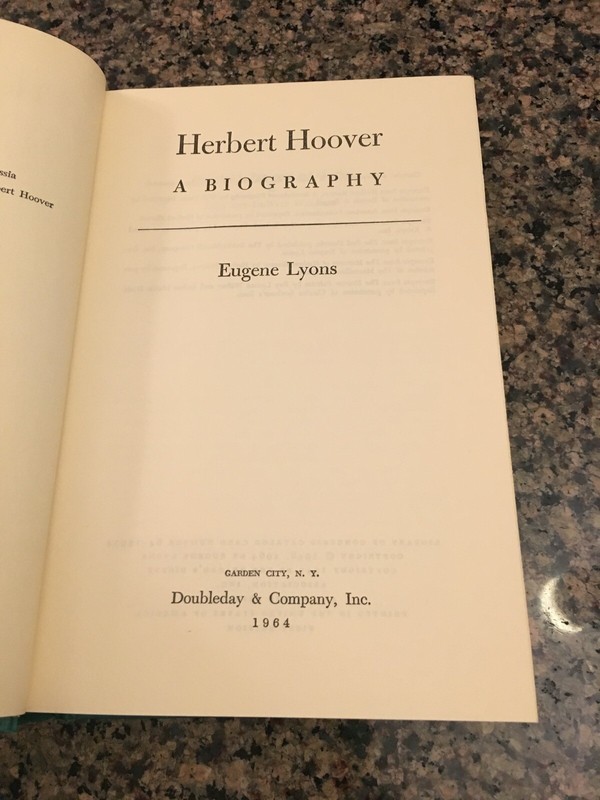 ssia
ert Hoover
Herbert Hoover
A BIOGRAPHY
Eugene Lyons
GARDEN CITY, N. Y.
Doubleday & Company, Inc.
1964